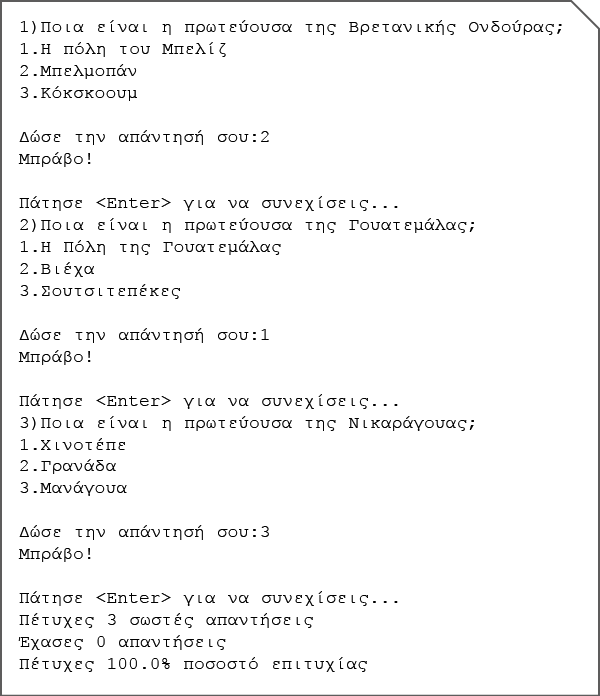 1)Ποια είναι η πρωτεύουσα της Βρετανικής Ονδούρας;
1.Η πόλη του Μπελίζ
2.Μπελμοπάν
3.Κόκσκοουμ
Δώσε την απάντησή σου:2
Μπράβο!
Πάτησε <Enter> για να συνεχίσεις...
2)Ποια είναι η πρωτεύουσα της Γουατεμάλας;
1.Η Πόλη της Γουατεμάλας
2.Βιέχα
3.Σουτσιτεπέκες
Δώσε την απάντησή σου:1
Μπράβο!
Πάτησε <Enter> για να συνεχίσεις...
3)Ποια είναι η πρωτεύουσα της Νικαράγουας;
1.Χινοτέπε
2.Γρανάδα
3.Μανάγουα
Δώσε την απάντησή σου:3
Μπράβο!
Πάτησε <Enter> για να συνεχίσεις...
Πέτυχες 3 σωστές απαντήσεις
Έχασες 0 απαντήσεις
Πέτυχες 100.0% ποσοστό επιτυχίας